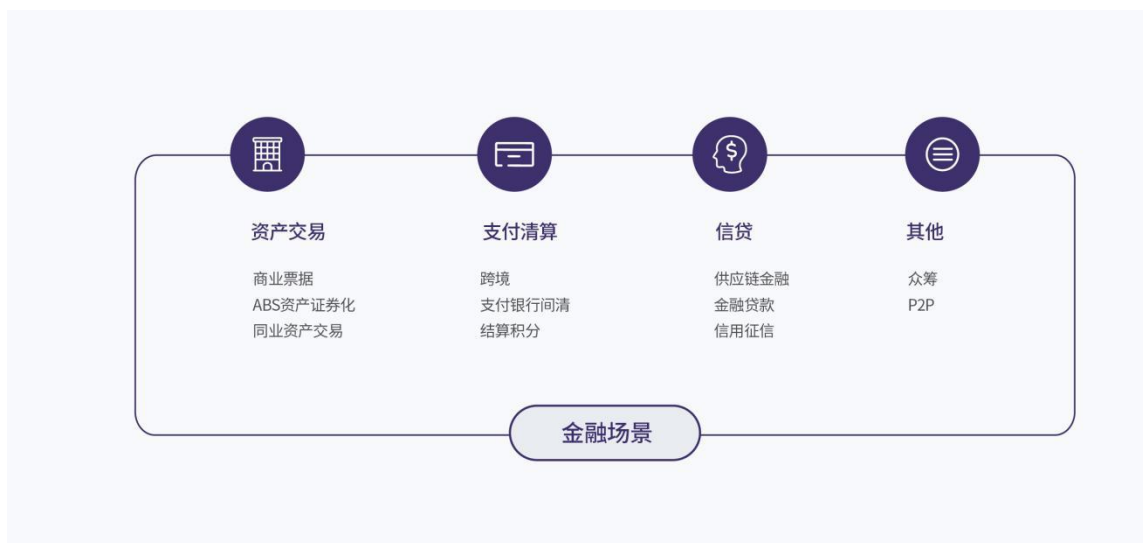 资产交易
商业票据
ABS资产证券化
同业资产交易
支付清算
跨境
支付银行间清
结算积分
信贷
供应链金融
金融贷款
信用征信
其他
众筹
P2P
金融场景